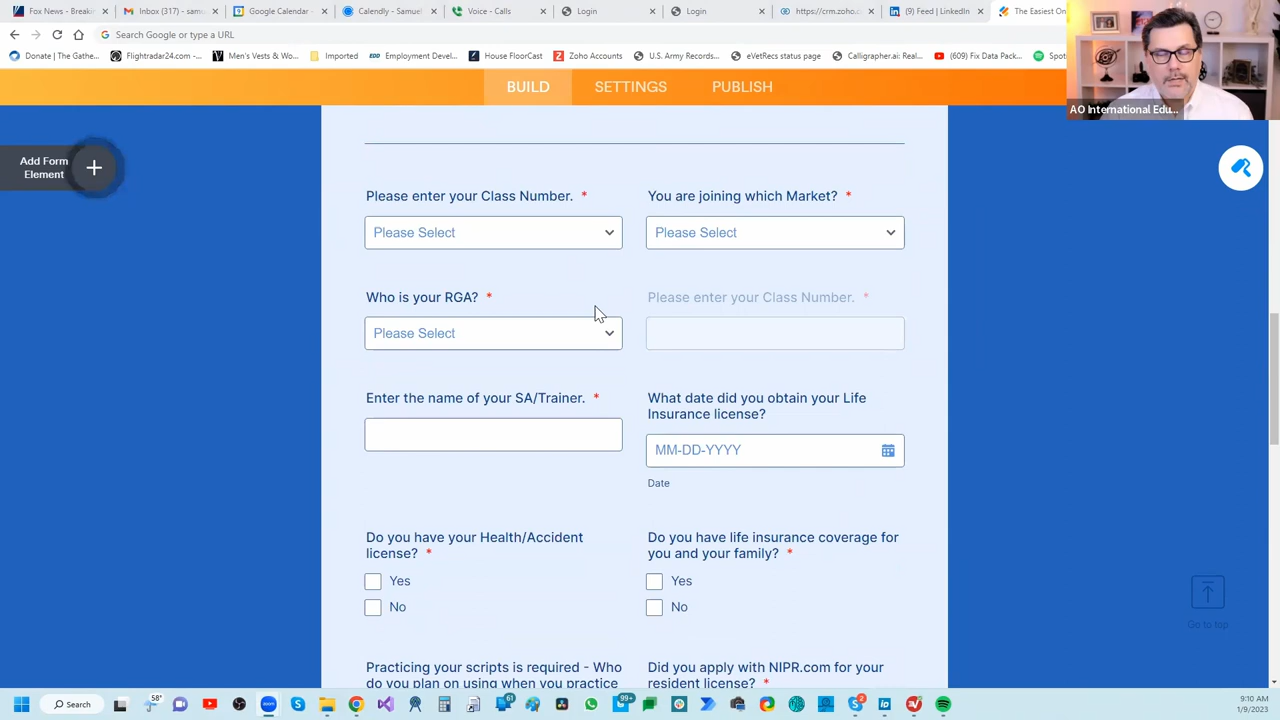 Fox News - Breaki
Inbox (317) - sam
Google Calendar -
Calendly - Samuel
Voice - Calls
Login
Login
https://crm.zoho.c
(9) Feed | LinkedIn
The Easiest On
Search Google or type a URL
Donate | The Gathe...
Flightradar24.com -...
Men's Vests & Wo...
Imported
EDD
Employment Devel...
House FloorCast
Zoho Accounts
U.S. Army Records...
eVetRecs status page
Calligrapher.ai: Real...
(609) Fix Data Pack...
Spot
BUILD
SETTINGS
PUBLISH
AO International Edu...
Add Form
Element
Please enter your Class Number. *
You are joining which Market? *
Please Select
Please Select
Who is your RGA? *
Please enter your Class Number. *
Please Select
Enter the name of your SA/Trainer. *
What date did you obtain your Life
Insurance license?
MM-DD-YYYY
Date
Do you have your Health/Accident
license? *
Do you have life insurance coverage for
you and your family? *
Yes
Yes
No
No
Go to top
Practicing your scripts is required - Who
do you plan on using when you practice
Did you apply with NIPR.com for your
resident license? *
Search
58°
61
99+
2
9:10 AM
1/9/2023